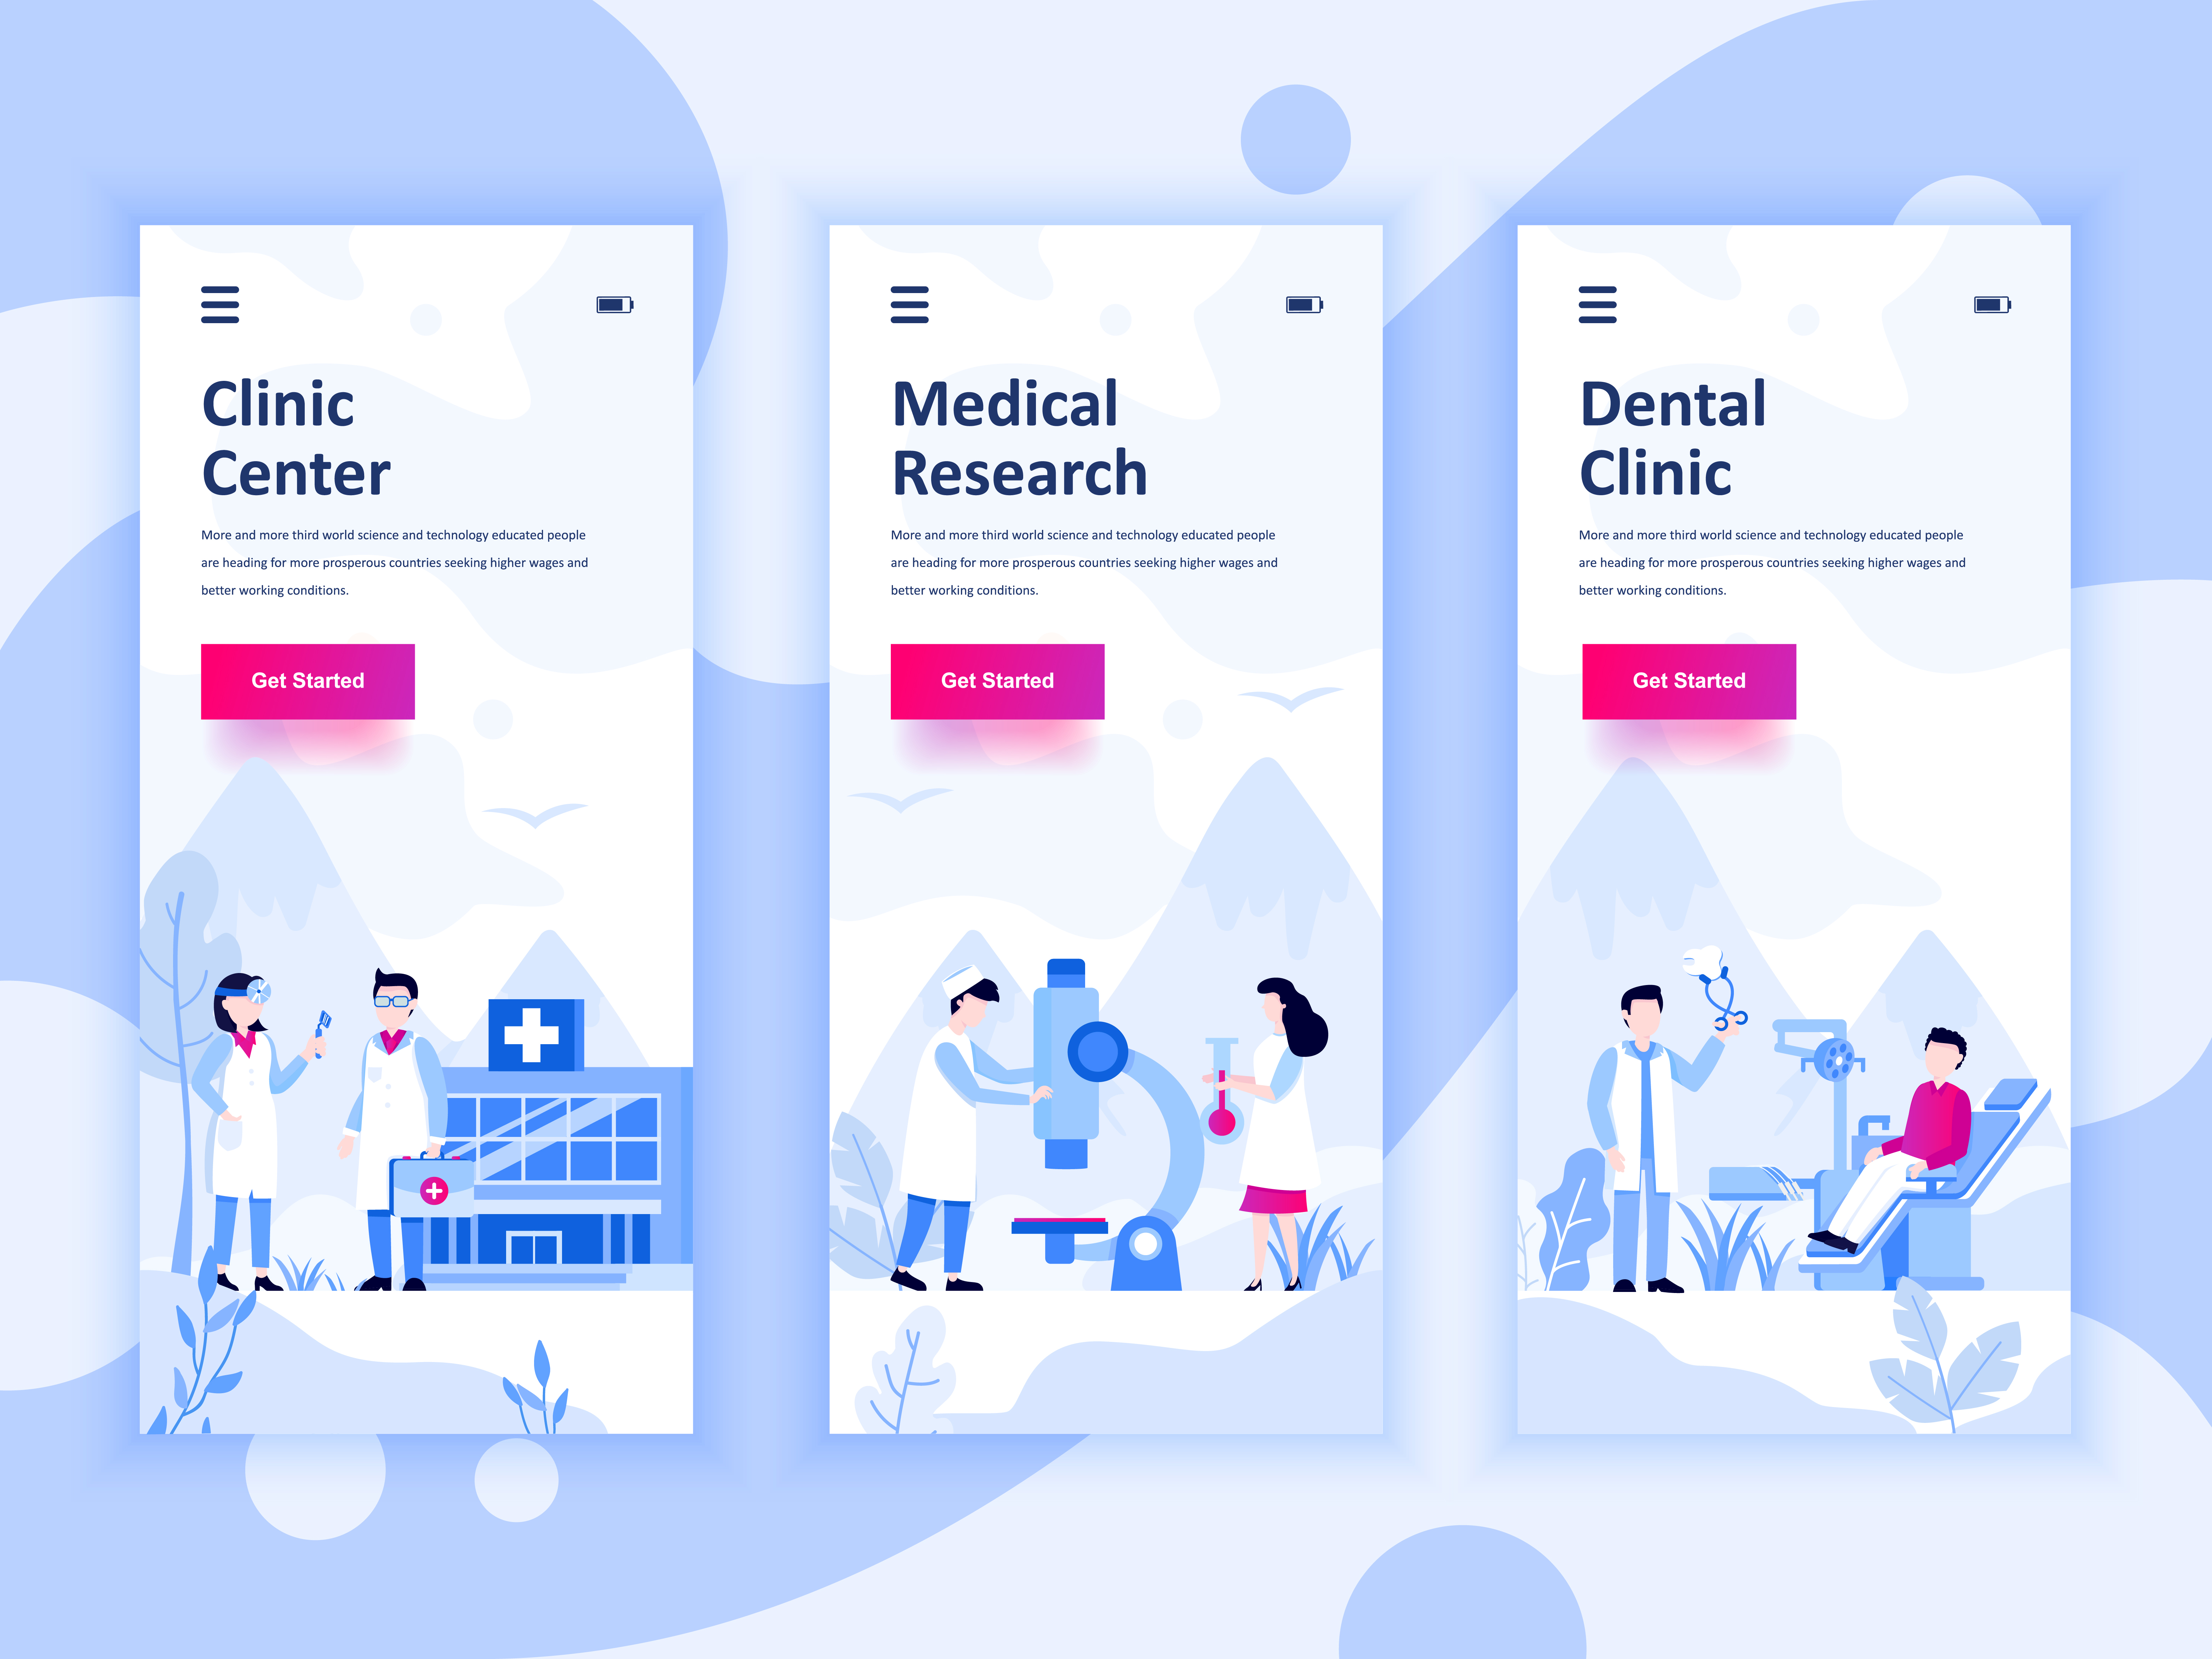 Clinic
Center
More and more third world science and technology educated people
are heading for more prosperous countries seeking higher wages and
better working conditions.
Get Started
Medical
Research
More and more third world science and technology educated people
are heading for more prosperous countries seeking higher wages and
better working conditions.
Get Started
Dental
Clinic
More and more third world science and technology educated people
are heading for more prosperous countries seeking higher wages and
better working conditions.
Get Started